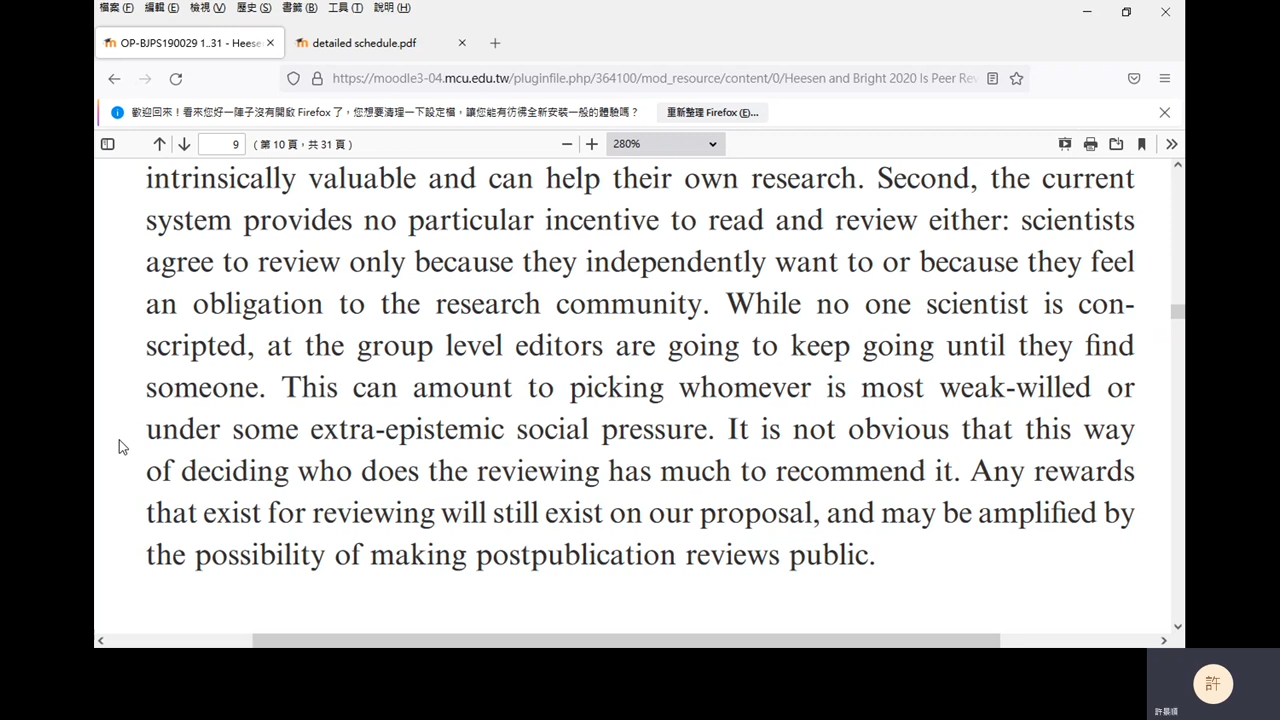 檔案(F) 編輯(E) 檢視(V) 歷史(S) 書籤(B) 工具(T) 說明(H)
OP-BJPS190029 1..31 - Heese
detailed schedule.pdf
https://moodle3-04.mcu.edu.tw/pluginfile.php/364100/mod_resource/content/0/Heesen and Bright 2020 Is Peer Rev
歡迎回來！看來您好一陣子沒有開啟 Firefox 了，您想要清理一下設定檔，讓您能有彷彿全新安裝一般的體驗嗎？ 重新整理 Firefox (E)...
9 (第 10 頁，共 31 頁) 280%
intrinsically valuable and can help their own research. Second, the current
system provides no particular incentive to read and review either: scientists
agree to review only because they independently want to or because they feel
an obligation to the research community. While no one scientist is con-
scripted, at the group level editors are going to keep going until they find
someone. This can amount to picking whomever is most weak-willed or
under some extra-epistemic social pressure. It is not obvious that this way
of deciding who does the reviewing has much to recommend it. Any rewards
that exist for reviewing will still exist on our proposal, and may be amplified by
the possibility of making postpublication reviews public.
許